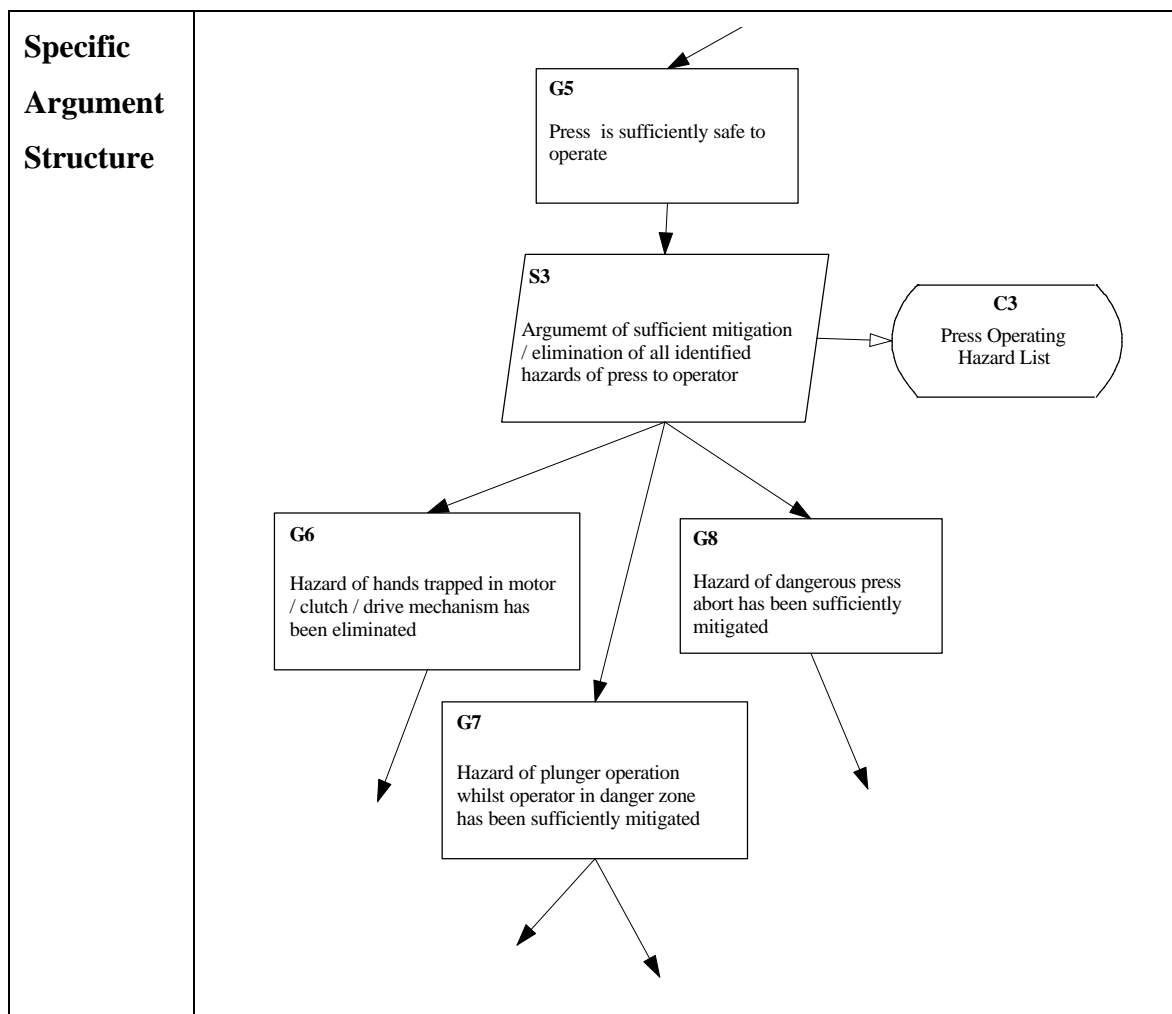 Specific
Argument
Structure
G5
Press is sufficiently safe to
operate
S3
Argumemt of sufficient mitigation
/ elimination of all identified
hazards of press to operator
C3
Press Operating
Hazard List
G6
Hazard of hands trapped in motor
/ clutch / drive mechanism has
been eliminated
G8
Hazard of dangerous press
abort has been sufficiently
mitigated
G7
Hazard of plunger operation
whilst operator in danger zone
has been sufficiently mitigated